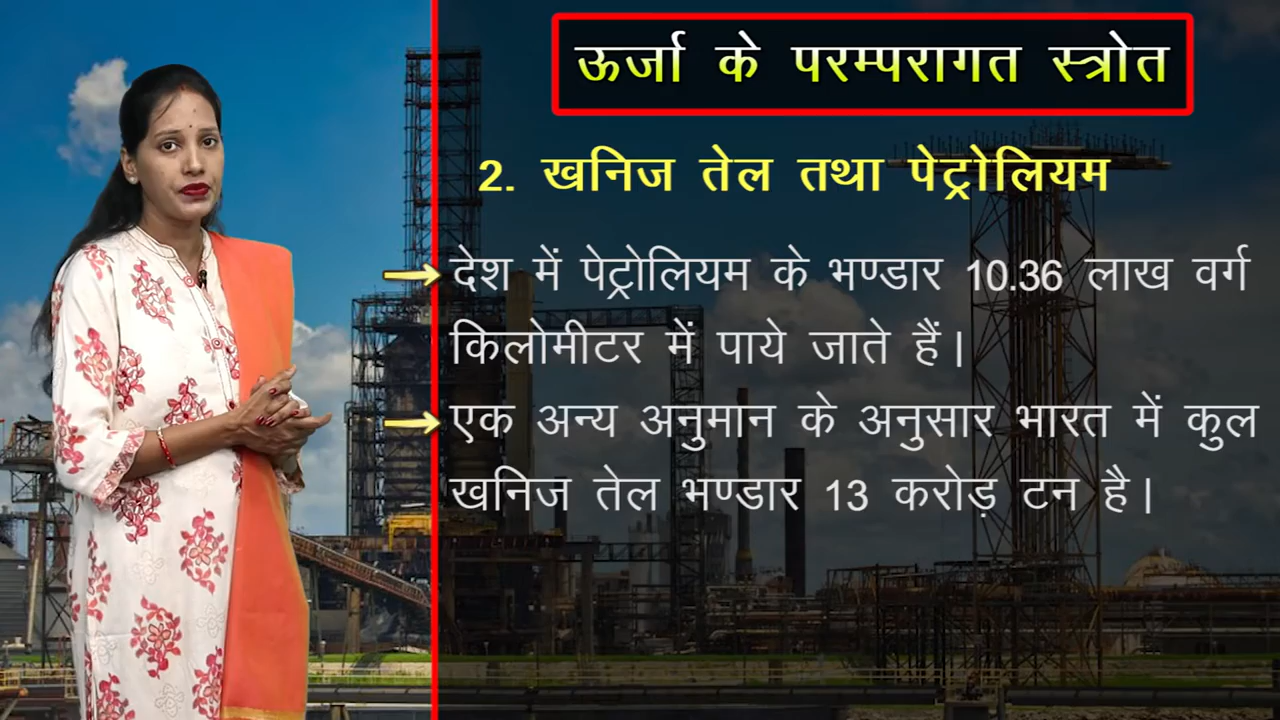 ऊर्जा के परम्परागत स्त्रोत
2. खनिज तेल तथा पेट्रोलियम
देश में पेट्रोलियम के भण्डार 10.36 लाख वर्ग
किलोमीटर में पाये जाते हैं।
एक अन्य अनुमान के अनुसार भारत में कुल
खनिज तेल भण्डार 13 करोड़ टन है।